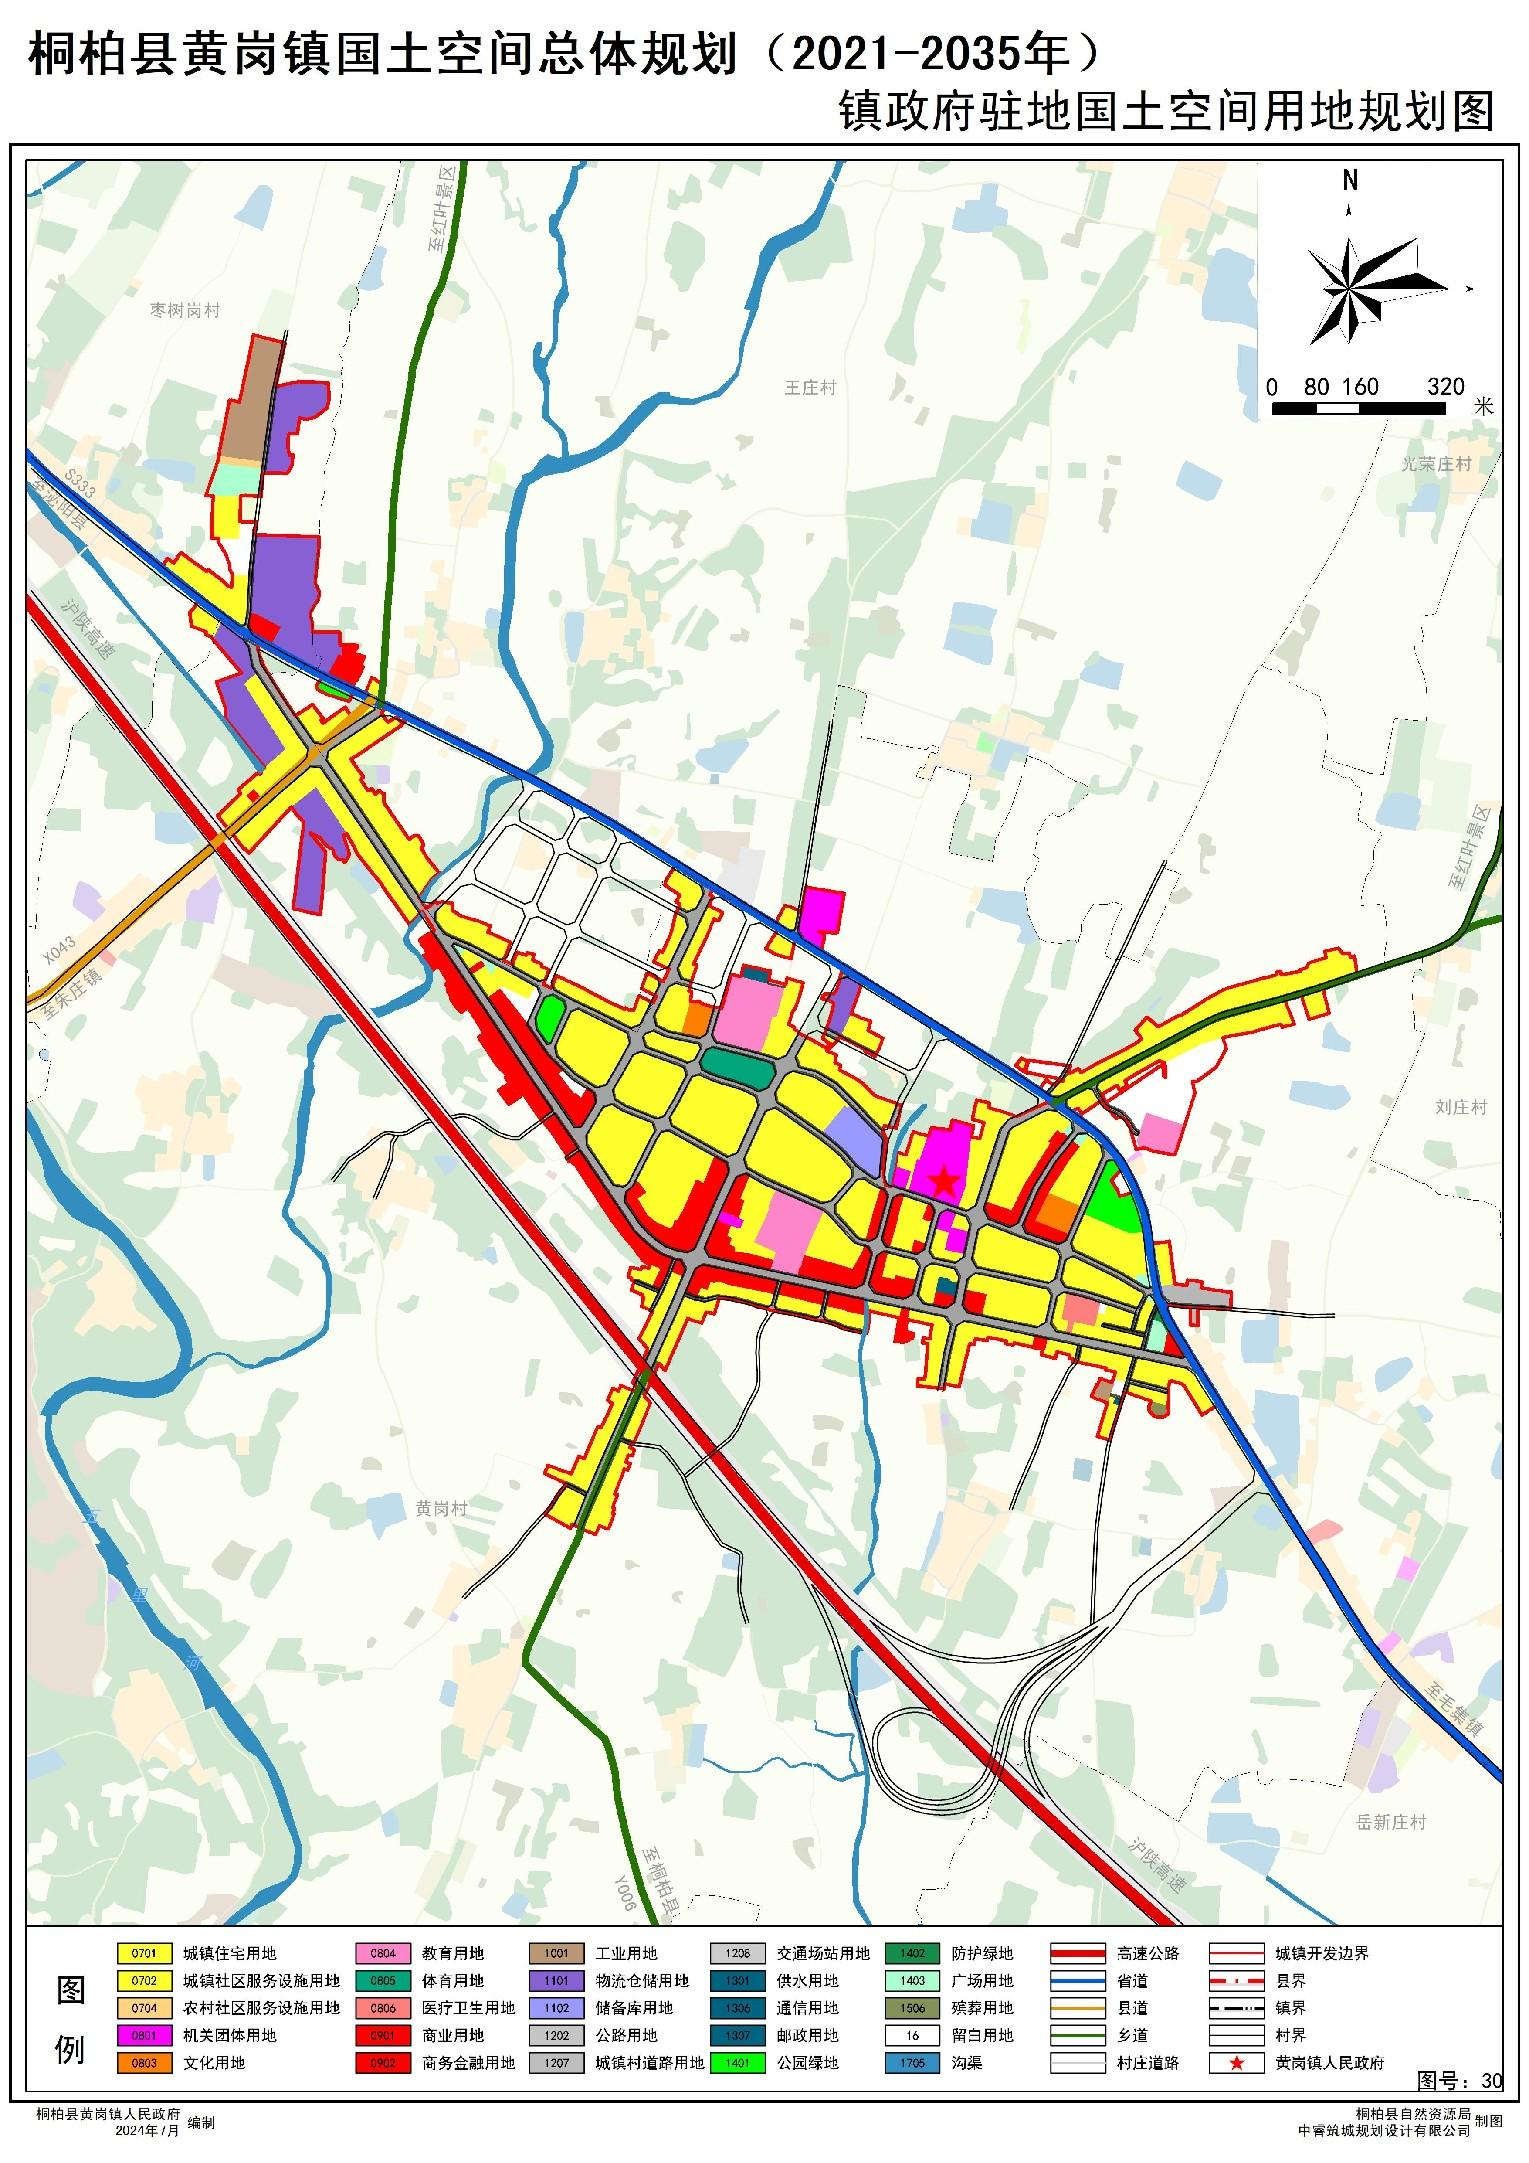 桐柏县黄岗镇国土空间总体规划（2021-2035年）
镇政府驻地国土空间用地规划图
N
0 80 160 320 米
至红叶景区
枣树岗村
王庄村
光荣庄村
S333
至泌阳县
沪陕高速
至红叶景区
X043
至朱庄镇
刘庄村
黄岗村
五
里
河
至毛集镇
岳新庄村
沪陕高速
至桐柏县
Y006
图例
0701 城镇住宅用地
0702 城镇社区服务设施用地
0704 农村社区服务设施用地
0801 机关团体用地
0803 文化用地
0804 教育用地
0805 体育用地
0806 医疗卫生用地
0901 商业用地
0902 商务金融用地
1001 工业用地
1101 物流仓储用地
1102 储备库用地
1202 公路用地
1207 城镇村道路用地
1208 交通场站用地
1301 供水用地
1306 通信用地
1307 邮政用地
1401 公园绿地
1402 防护绿地
1403 广场用地
1506 殡葬用地
16 留白用地
1705 沟渠
高速公路
省道
县道
乡道
村庄道路
城镇开发边界
县界
镇界
村界
黄岗镇人民政府
图号：30
桐柏县黄岗镇人民政府
2024年7月
编制
桐柏县自然资源局
中睿筑城规划设计有限公司
制图